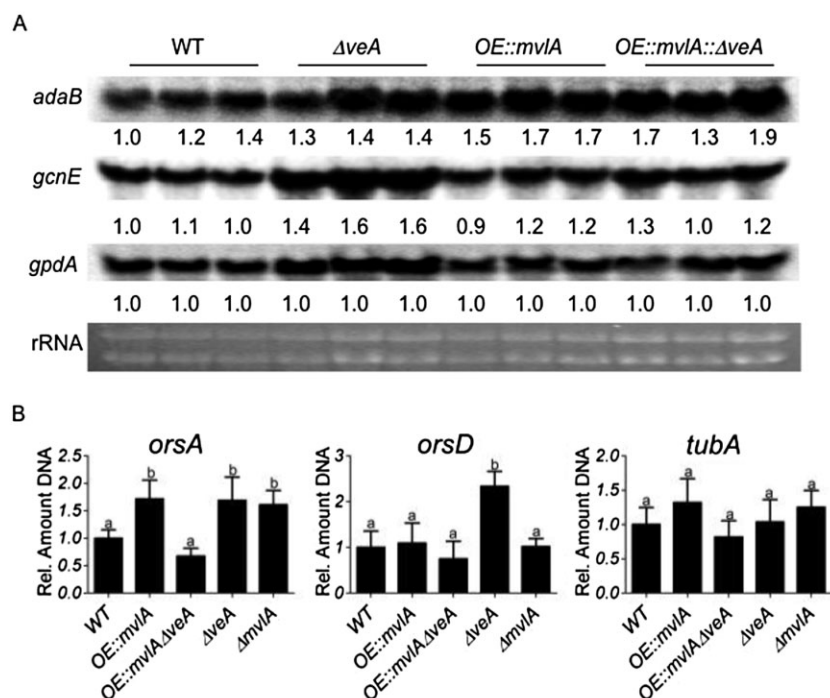 A
WT ΔveA OE::mvlA OE::mvlA::ΔveA
adaB
1.0 1.2 1.4 1.3 1.4 1.4 1.5 1.7 1.7 1.7 1.3 1.9
gcnE
1.0 1.1 1.0 1.4 1.6 1.6 0.9 1.2 1.2 1.3 1.0 1.2
gpdA
1.0 1.0 1.0 1.0 1.0 1.0 1.0 1.0 1.0 1.0 1.0 1.0
rRNA
B
orsA
Rel. Amount DNA
2.5
2.0
1.5
1.0
0.5
0.0
a b a b b
WT OE::mvlA OE::mvlAΔveA ΔveA ΔmvlA
orsD
Rel. Amount DNA
3
2
1
0
a a a b a
WT OE::mvlA OE::mvlAΔveA ΔveA ΔmvlA
tubA
Rel. Amount DNA
2.0
1.5
1.0
0.5
0.0
a a a a a
WT OE::mvlA OE::mvlAΔveA ΔveA ΔmvlA